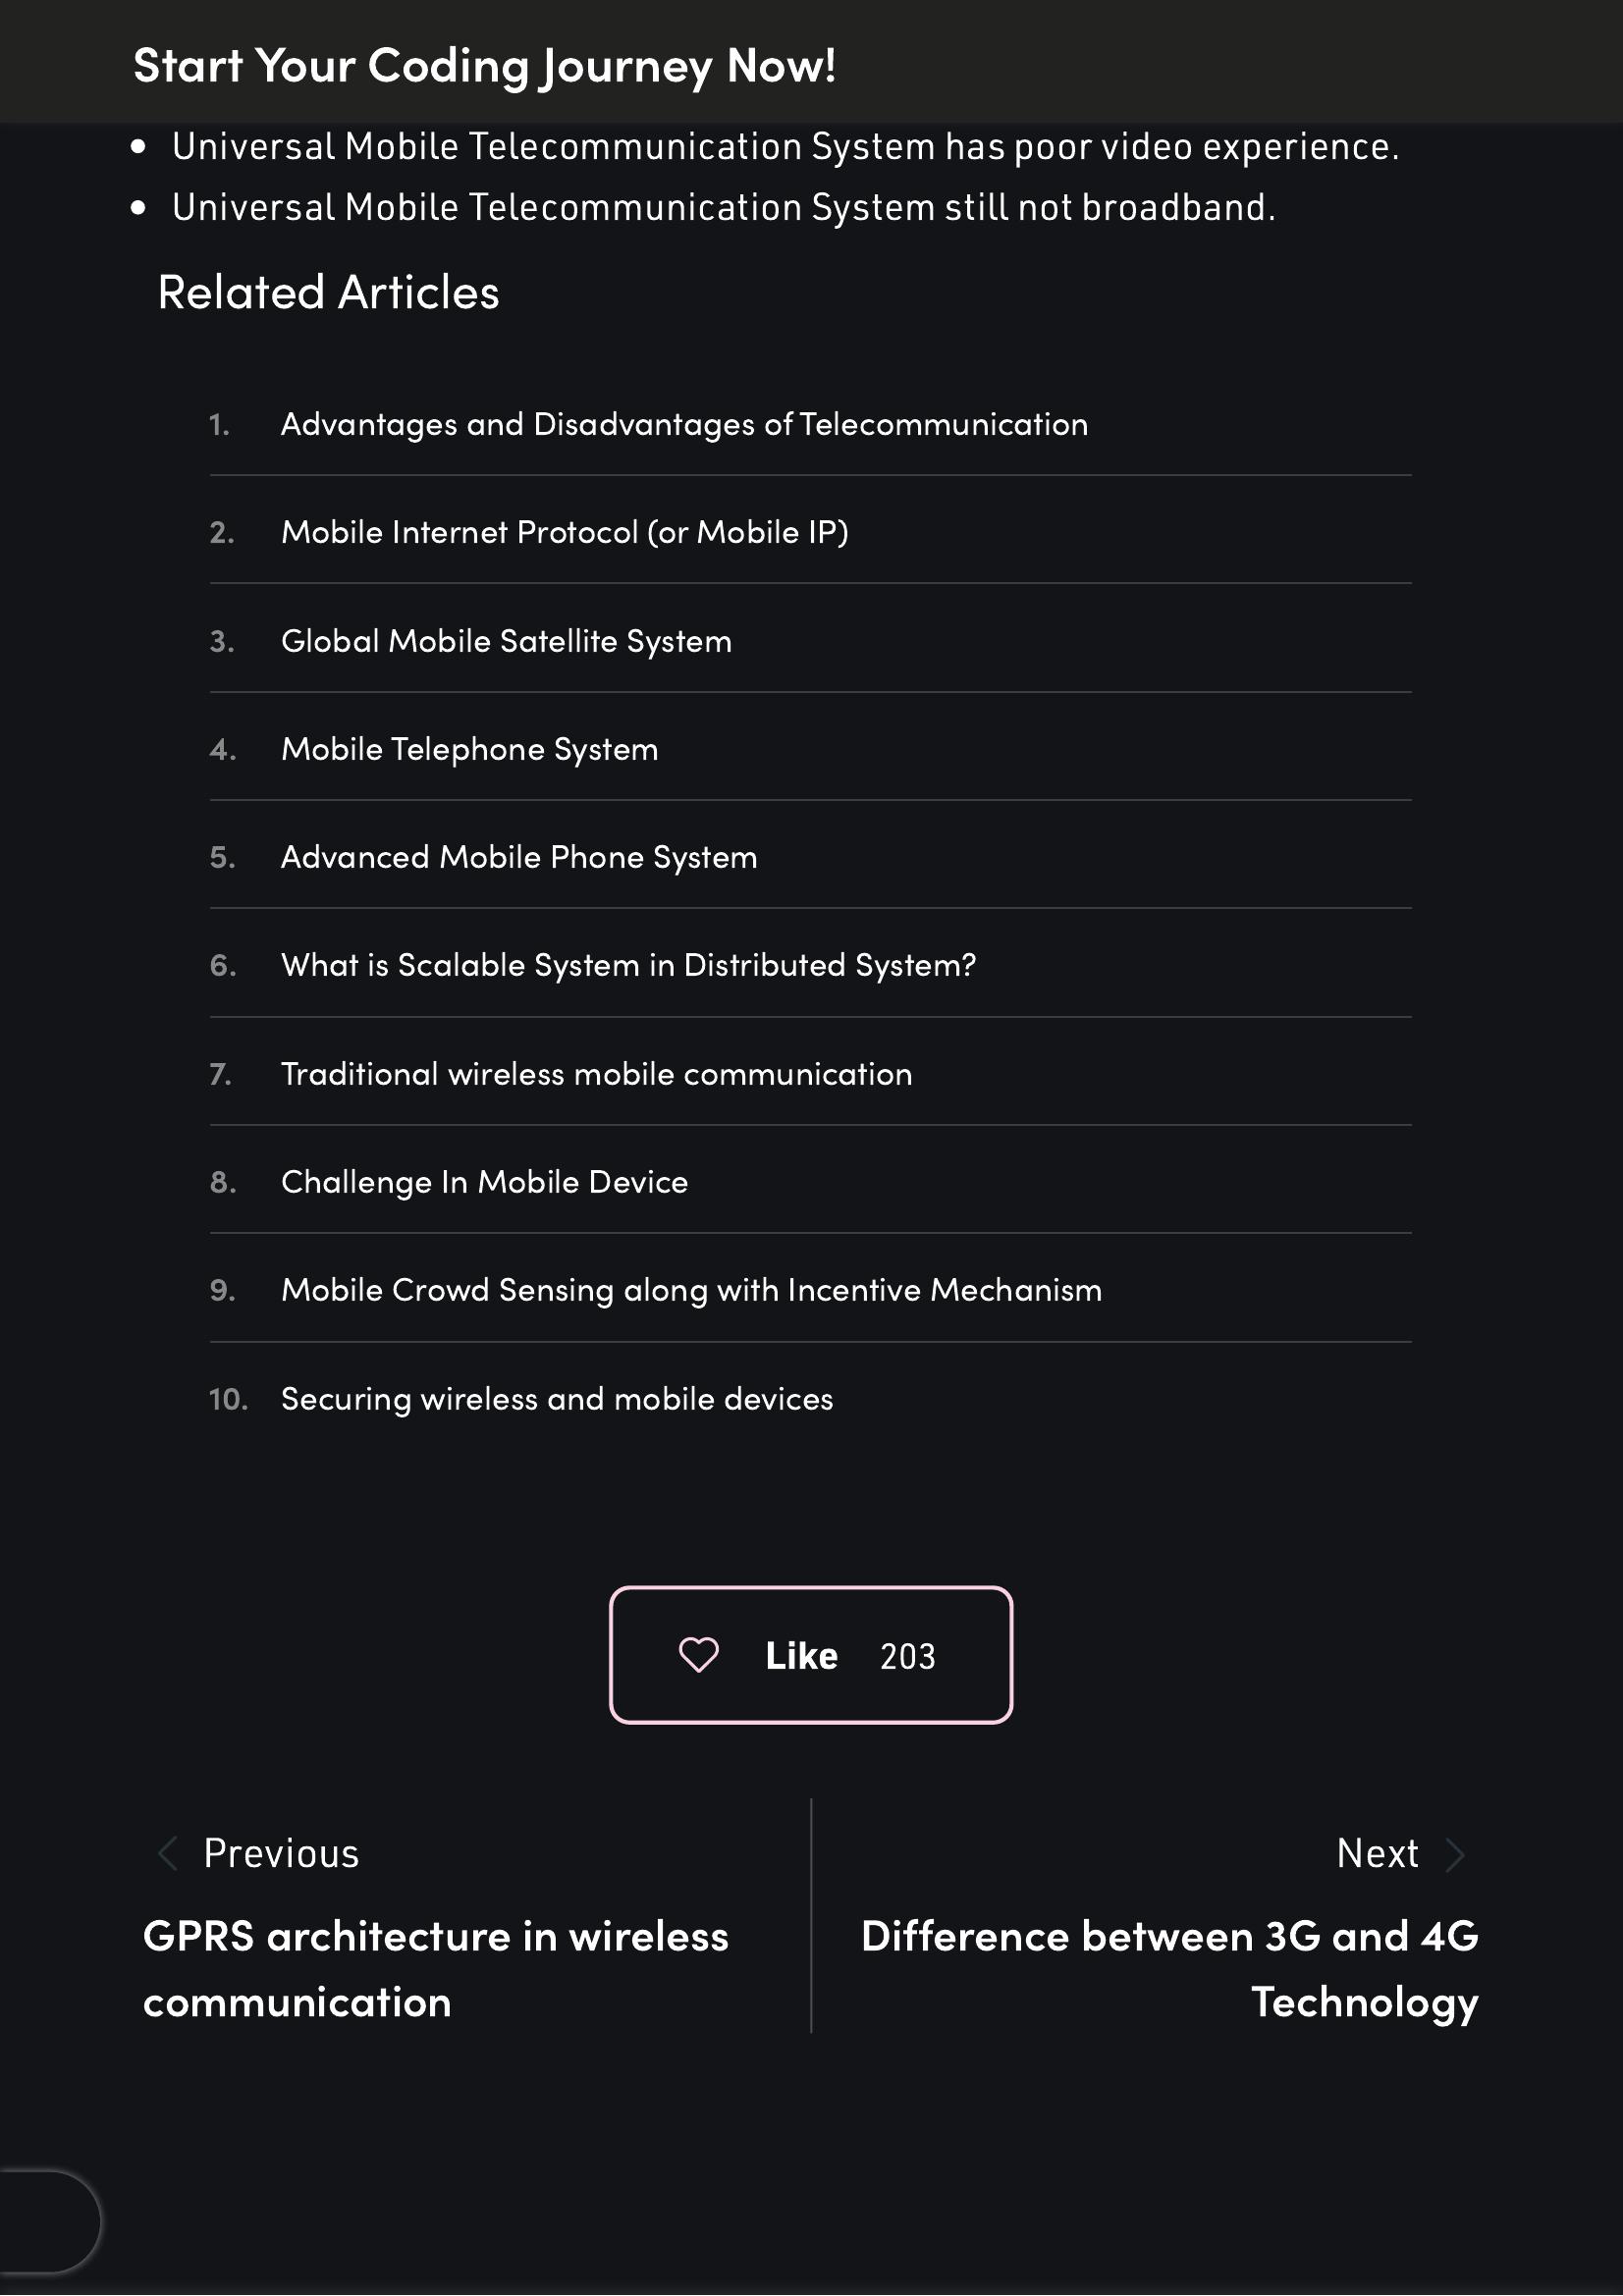 Start Your Coding Journey Now!
• Universal Mobile Telecommunication System has poor video experience.
• Universal Mobile Telecommunication System still not broadband.
Related Articles
1. Advantages and Disadvantages of Telecommunication
2. Mobile Internet Protocol (or Mobile IP)
3. Global Mobile Satellite System
4. Mobile Telephone System
5. Advanced Mobile Phone System
6. What is Scalable System in Distributed System?
7. Traditional wireless mobile communication
8. Challenge In Mobile Device
9. Mobile Crowd Sensing along with Incentive Mechanism
10. Securing wireless and mobile devices
Like 203
Previous
GPRS architecture in wireless
communication
Next
Difference between 3G and 4G
Technology